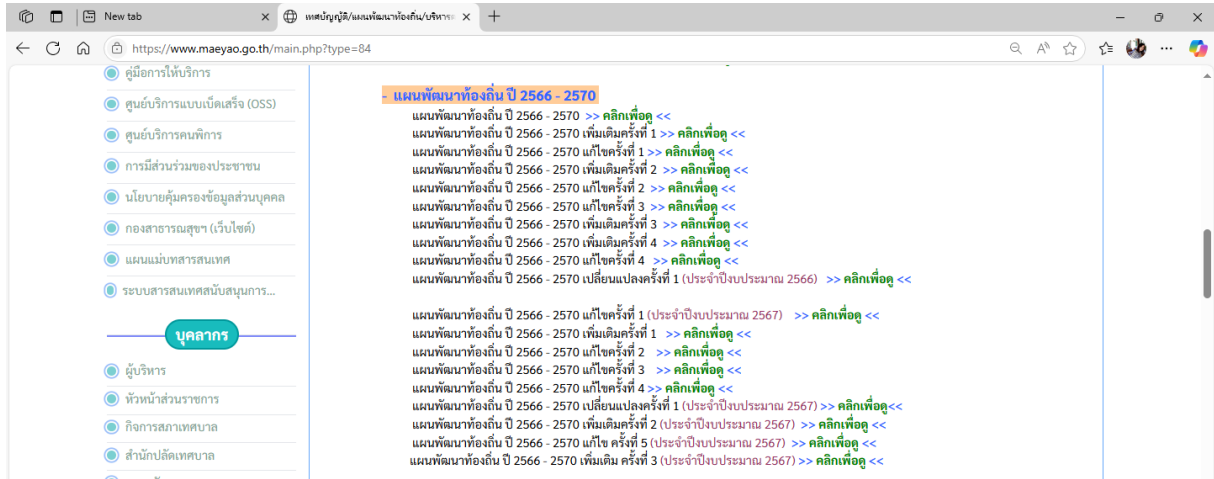 New tab
เทศบัญญัติ/แผนพัฒนาท้องถิ่น/บริหาร
https://www.maeyao.go.th/main.php?type=84
คู่มือการให้บริการ
ศูนย์บริการแบบเบ็ดเสร็จ (OSS)
ศูนย์บริการคนพิการ
การมีส่วนร่วมของประชาชน
นโยบายคุ้มครองข้อมูลส่วนบุคคล
กองสาธารณสุขฯ (เว็บไซต์)
แผนแม่บทสารสนเทศ
ระบบสารสนเทศสนับสนุนการ...
บุคลากร
ผู้บริหาร
หัวหน้าส่วนราชการ
กิจการสภาเทศบาล
สำนักปลัดเทศบาล
- แผนพัฒนาท้องถิ่น ปี 2566 - 2570
แผนพัฒนาท้องถิ่น ปี 2566 - 2570 >> คลิกเพื่อดู <<
แผนพัฒนาท้องถิ่น ปี 2566 - 2570 เพิ่มเติมครั้งที่ 1 >> คลิกเพื่อดู <<
แผนพัฒนาท้องถิ่น ปี 2566 - 2570 แก้ไขครั้งที่ 1 >> คลิกเพื่อดู <<
แผนพัฒนาท้องถิ่น ปี 2566 - 2570 เพิ่มเติมครั้งที่ 2 >> คลิกเพื่อดู <<
แผนพัฒนาท้องถิ่น ปี 2566 - 2570 แก้ไขครั้งที่ 2 >> คลิกเพื่อดู <<
แผนพัฒนาท้องถิ่น ปี 2566 - 2570 แก้ไขครั้งที่ 3 >> คลิกเพื่อดู <<
แผนพัฒนาท้องถิ่น ปี 2566 - 2570 เพิ่มเติมครั้งที่ 3 >> คลิกเพื่อดู <<
แผนพัฒนาท้องถิ่น ปี 2566 - 2570 เพิ่มเติมครั้งที่ 4 >> คลิกเพื่อดู <<
แผนพัฒนาท้องถิ่น ปี 2566 - 2570 แก้ไขครั้งที่ 4 >> คลิกเพื่อดู <<
แผนพัฒนาท้องถิ่น ปี 2566 - 2570 เปลี่ยนแปลงครั้งที่ 1 (ประจำปีงบประมาณ 2566) >> คลิกเพื่อดู <<
แผนพัฒนาท้องถิ่น ปี 2566 - 2570 แก้ไขครั้งที่ 1 (ประจำปีงบประมาณ 2567) >> คลิกเพื่อดู <<
แผนพัฒนาท้องถิ่น ปี 2566 - 2570 เพิ่มเติมครั้งที่ 1 >> คลิกเพื่อดู <<
แผนพัฒนาท้องถิ่น ปี 2566 - 2570 แก้ไขครั้งที่ 2 >> คลิกเพื่อดู <<
แผนพัฒนาท้องถิ่น ปี 2566 - 2570 แก้ไขครั้งที่ 3 >> คลิกเพื่อดู <<
แผนพัฒนาท้องถิ่น ปี 2566 - 2570 แก้ไขครั้งที่ 4 >> คลิกเพื่อดู <<
แผนพัฒนาท้องถิ่น ปี 2566 - 2570 เปลี่ยนแปลงครั้งที่ 1 (ประจำปีงบประมาณ 2567) >> คลิกเพื่อดู<<
แผนพัฒนาท้องถิ่น ปี 2566 - 2570 เพิ่มเติมครั้งที่ 2 (ประจำปีงบประมาณ 2567) >> คลิกเพื่อดู <<
แผนพัฒนาท้องถิ่น ปี 2566 - 2570 แก้ไข ครั้งที่ 5 (ประจำปีงบประมาณ 2567) >> คลิกเพื่อดู <<
แผนพัฒนาท้องถิ่น ปี 2566 - 2570 เพิ่มเติม ครั้งที่ 3 (ประจำปีงบประมาณ 2567) >> คลิกเพื่อดู <<